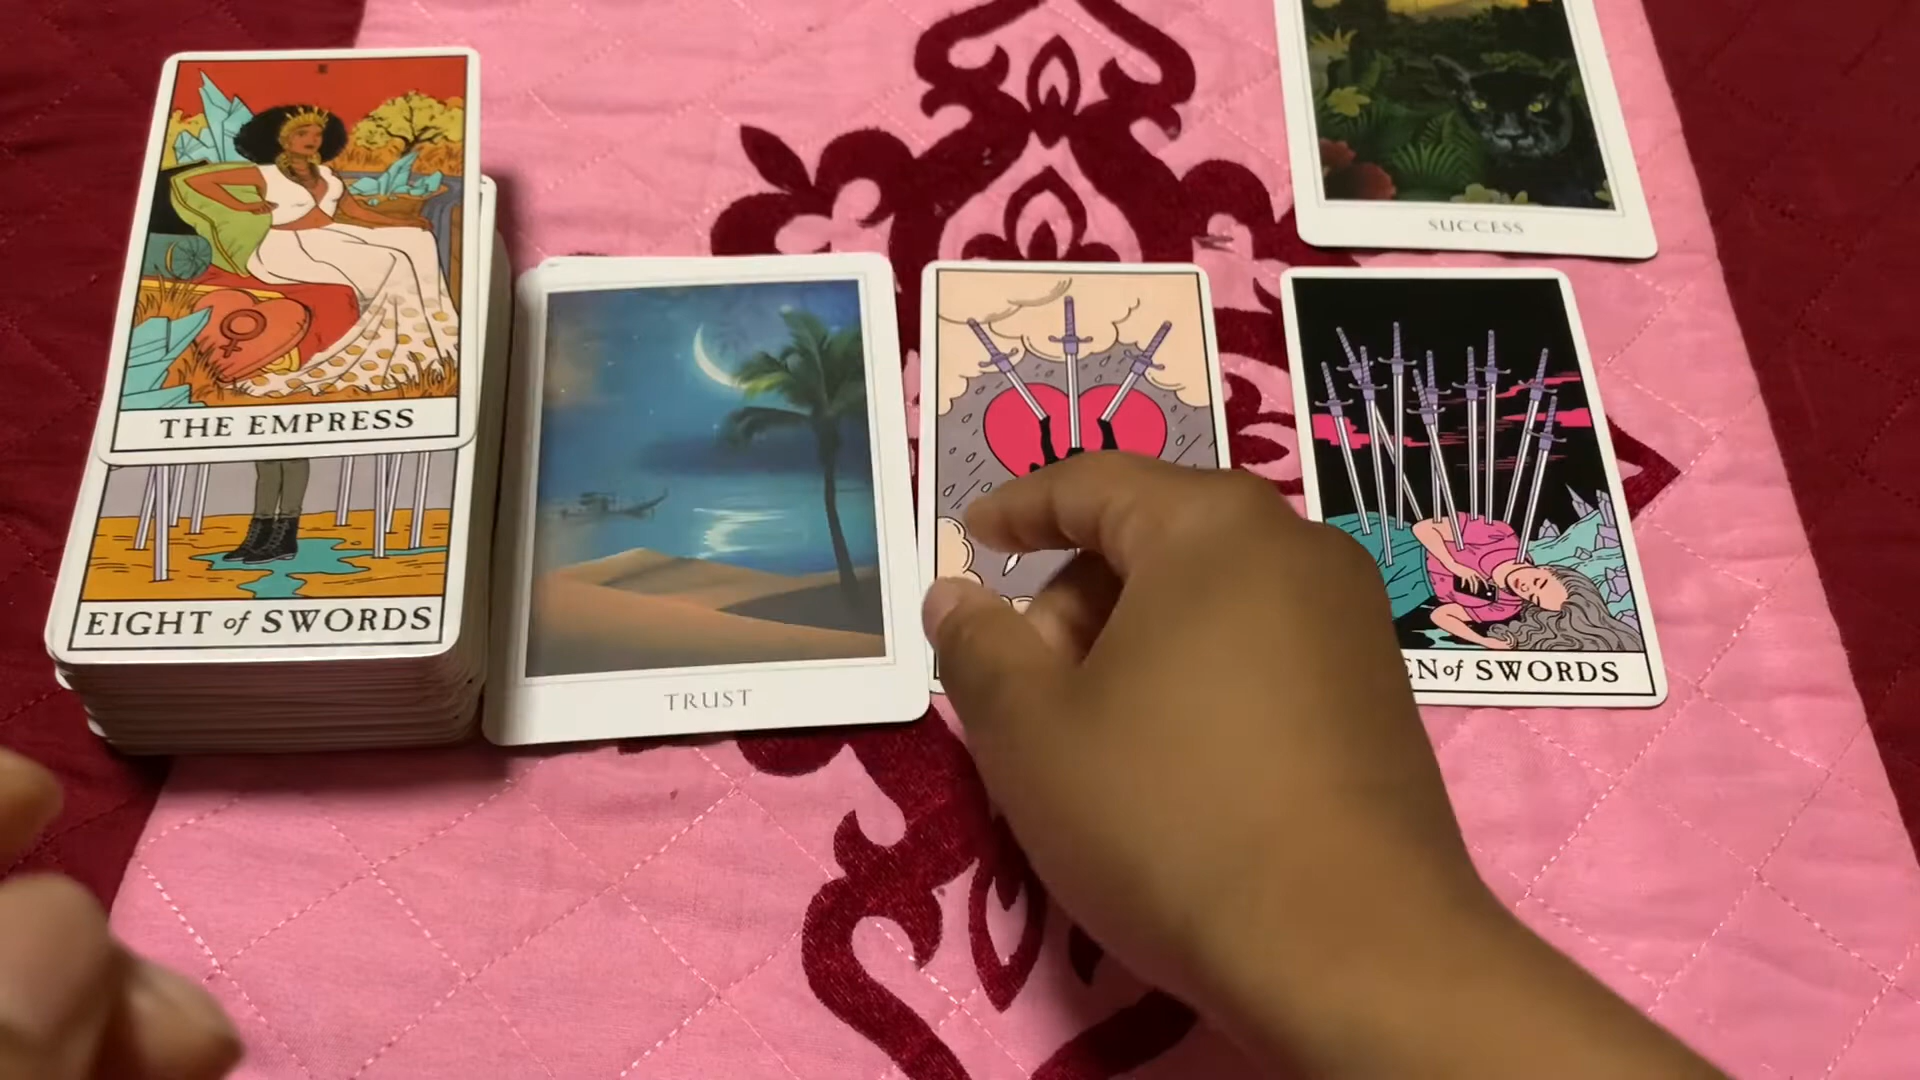 THE EMPRESS
EIGHT of SWORDS
TRUST
SUCCESS
EN of SWORDS